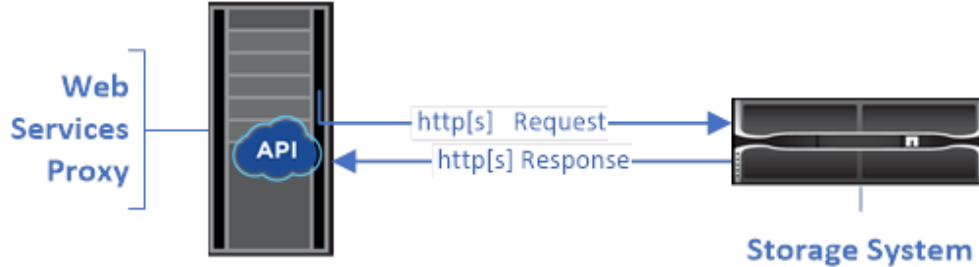 Web
Services
Proxy
API
http[s] Request
http[s] Response
Storage System